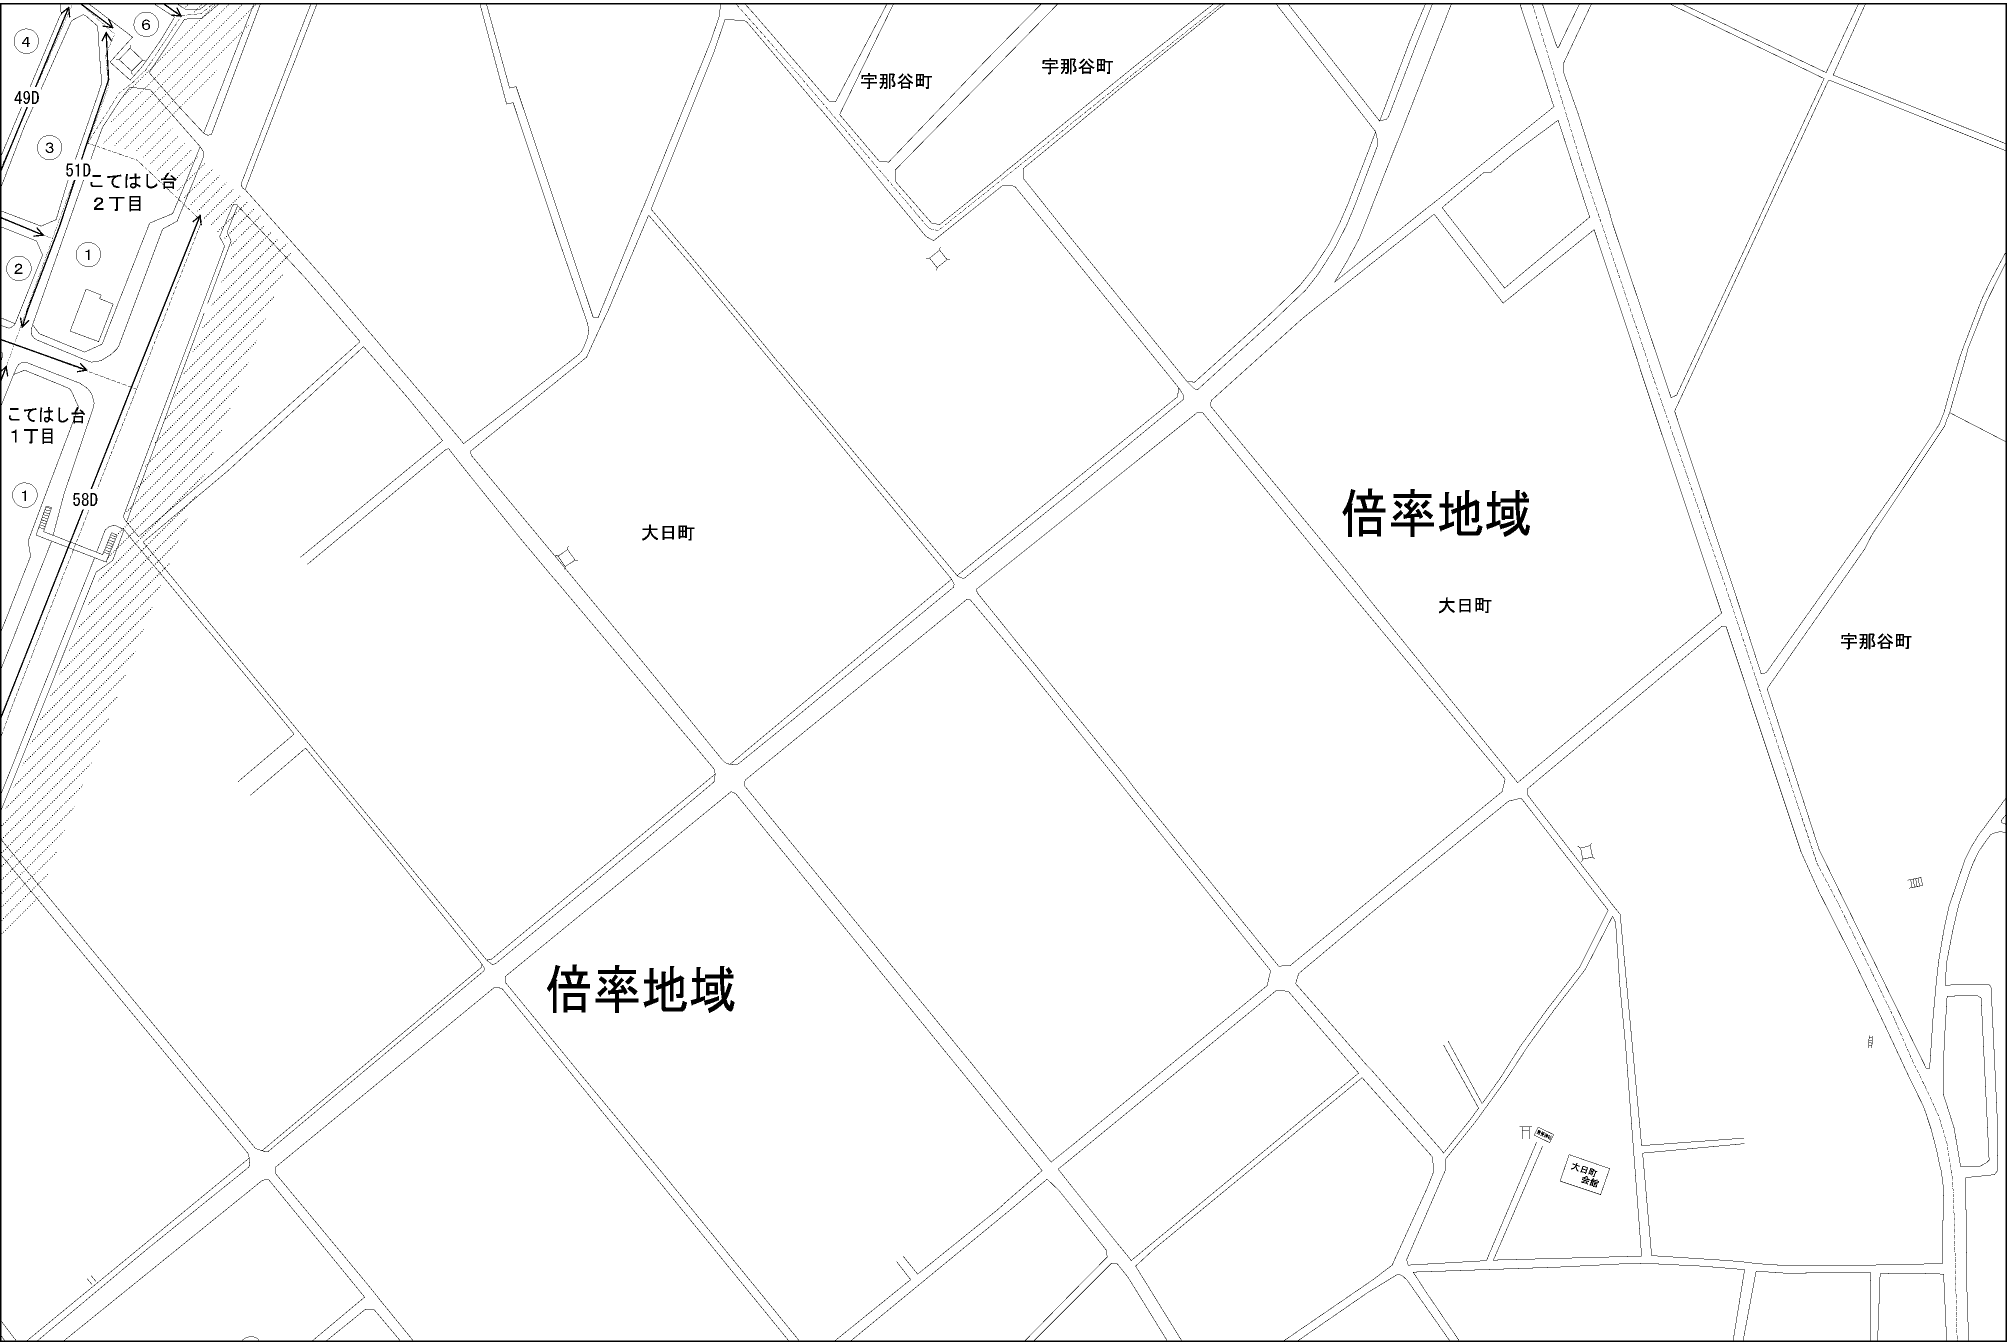 ⑥
④
宇那谷町
宇那谷町
49D
③
51D
こてはし台
2丁目
①
②
こてはし台
1丁目
①
58D
倍率地域
大日町
大日町
宇那谷町
倍率地域
大日町
会館